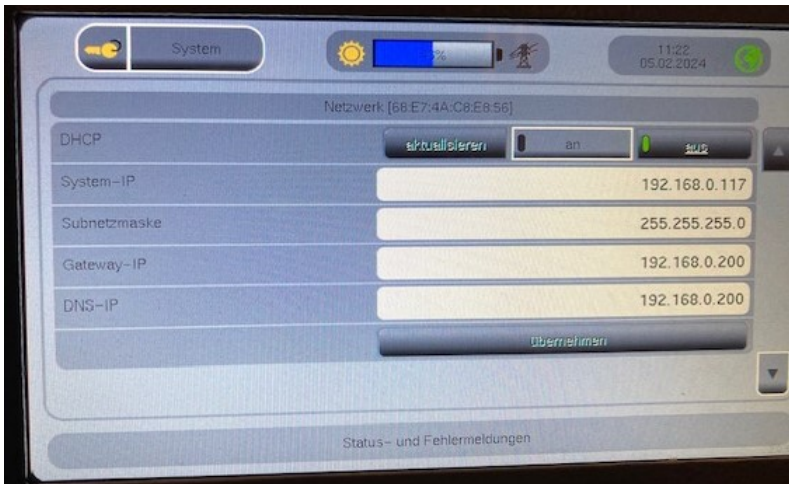 System
%
11:22
05.02.2024
Netzwerk [68:E7:4A:C8:E8:56]
DHCP
aktualisieren
an
aus
System-IP
192.168.0.117
Subnetzmaske
255.255.255.0
Gateway-IP
192.168.0.200
DNS-IP
192.168.0.200
übernehmen
Status- und Fehlermeldungen